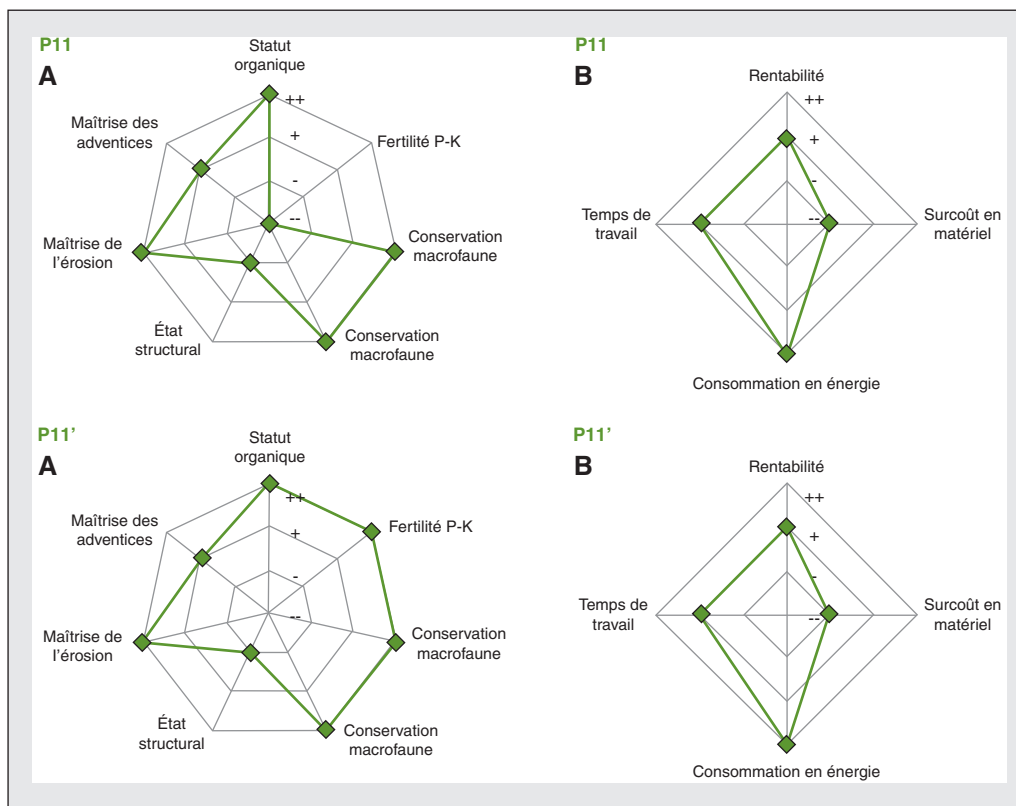 P11
A
Statut
organique
++
+
-
--
Maîtrise des
adventices
Fertilité P-K
Maîtrise de
l'érosion
Conservation
macrofaune
État
structural
Conservation
macrofaune
P11
B
Rentabilité
++
+
-
--
Temps de
travail
Surcoût en
matériel
Consommation en énergie
P11'
A
Statut
organique
++
+
-
--
Maîtrise des
adventices
Fertilité P-K
Maîtrise de
l'érosion
Conservation
macrofaune
État
structural
Conservation
macrofaune
P11'
B
Rentabilité
++
+
-
--
Temps de
travail
Surcoût en
matériel
Consommation en énergie